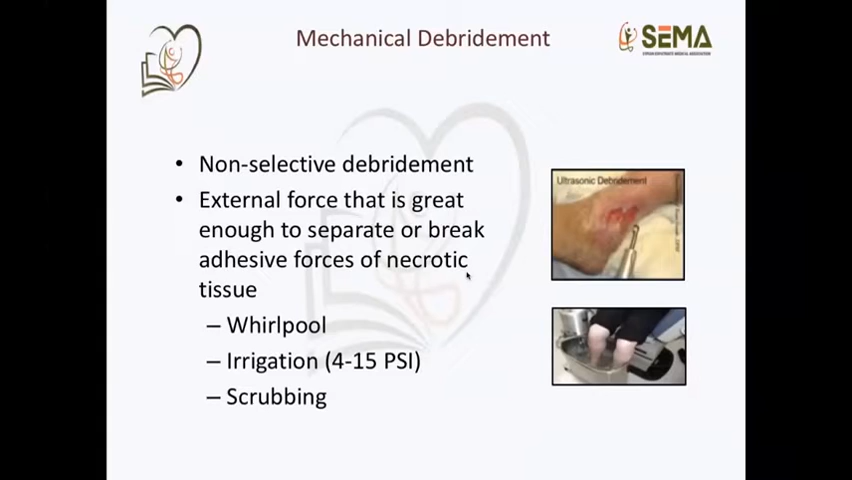 Mechanical Debridement
SEMA
• Non-selective debridement
• External force that is great
enough to separate or break
adhesive forces of necrotic
tissue
– Whirlpool
– Irrigation (4-15 PSI)
– Scrubbing
Ultrasonic Debridement